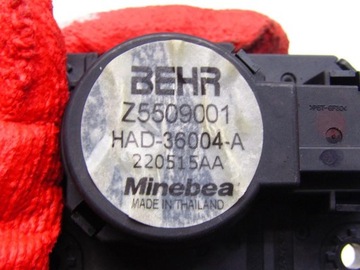 BEHR
Z5509001
HAD-36004-A
220515AA
Minebea
MADE IN THAILAND